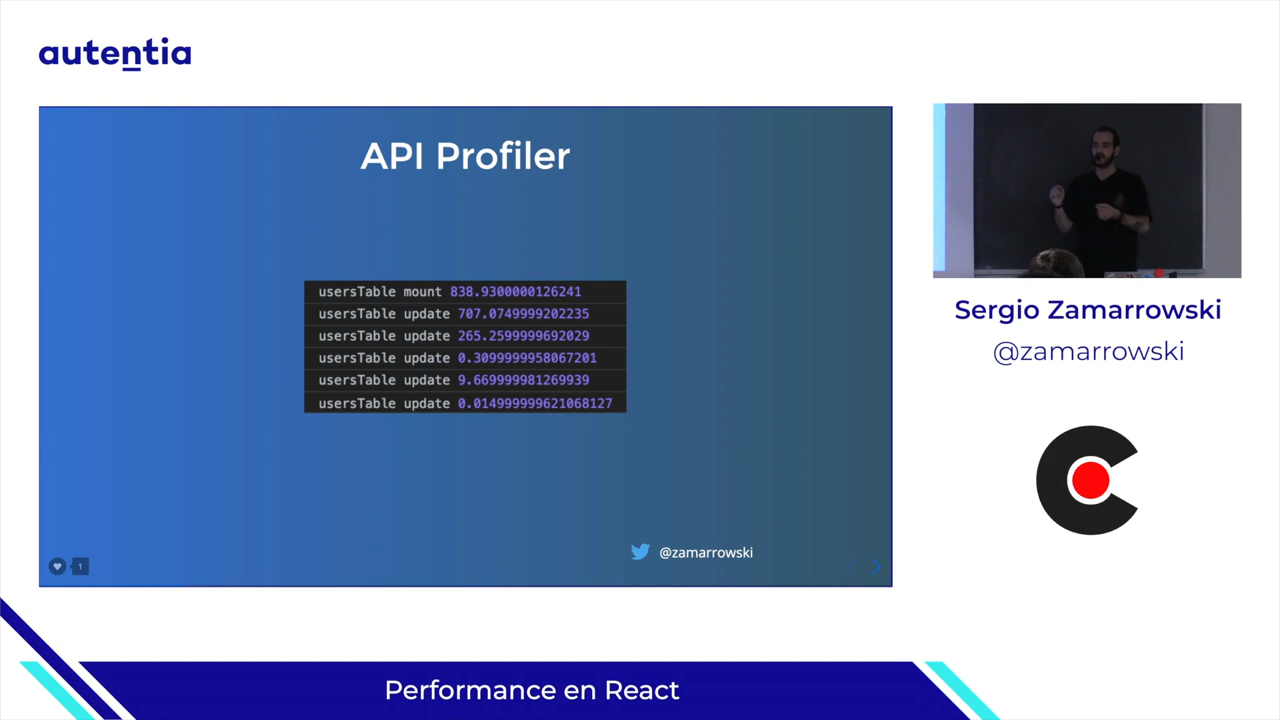 autentia
API Profiler
usersTable mount 838.9300000126241
usersTable update 707.0749999202235
usersTable update 265.2599999692029
usersTable update 0.3099999958067201
usersTable update 9.669999981269939
usersTable update 0.014999999621068127
@zamarrowski
1
Sergio Zamarrowski
@zamarrowski
Performance en React